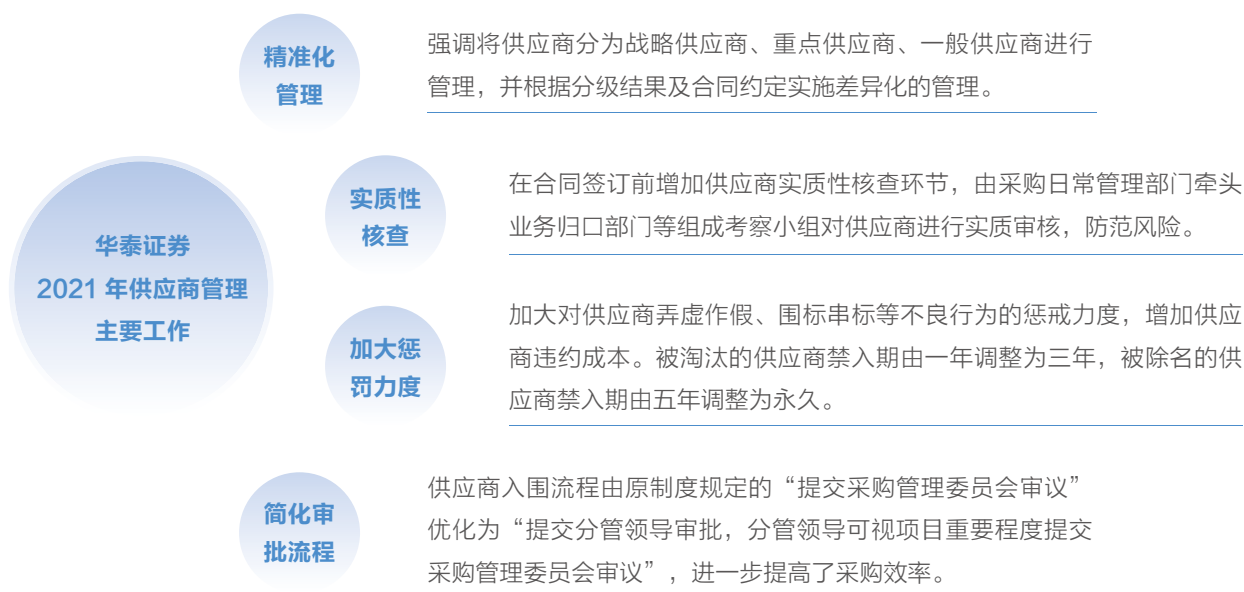 精准化
管理
强调将供应商分为战略供应商、重点供应商、一般供应商进行
管理，并根据分级结果及合同约定实施差异化的管理。
华泰证券
2021 年供应商管理
主要工作
实质性
核查
在合同签订前增加供应商实质性核查环节，由采购日常管理部门牵头
业务归口部门等组成考察小组对供应商进行实质审核，防范风险。
加大惩
罚力度
加大对供应商弄虚作假、围标串标等不良行为的惩戒力度，增加供应
商违约成本。被淘汰的供应商禁入期由一年调整为三年，被除名的供
应商禁入期由五年调整为永久。
简化审
批流程
供应商入围流程由原制度规定的“提交采购管理委员会审议”
优化为“提交分管领导审批，分管领导可视项目重要程度提交
采购管理委员会审议”，进一步提高了采购效率。